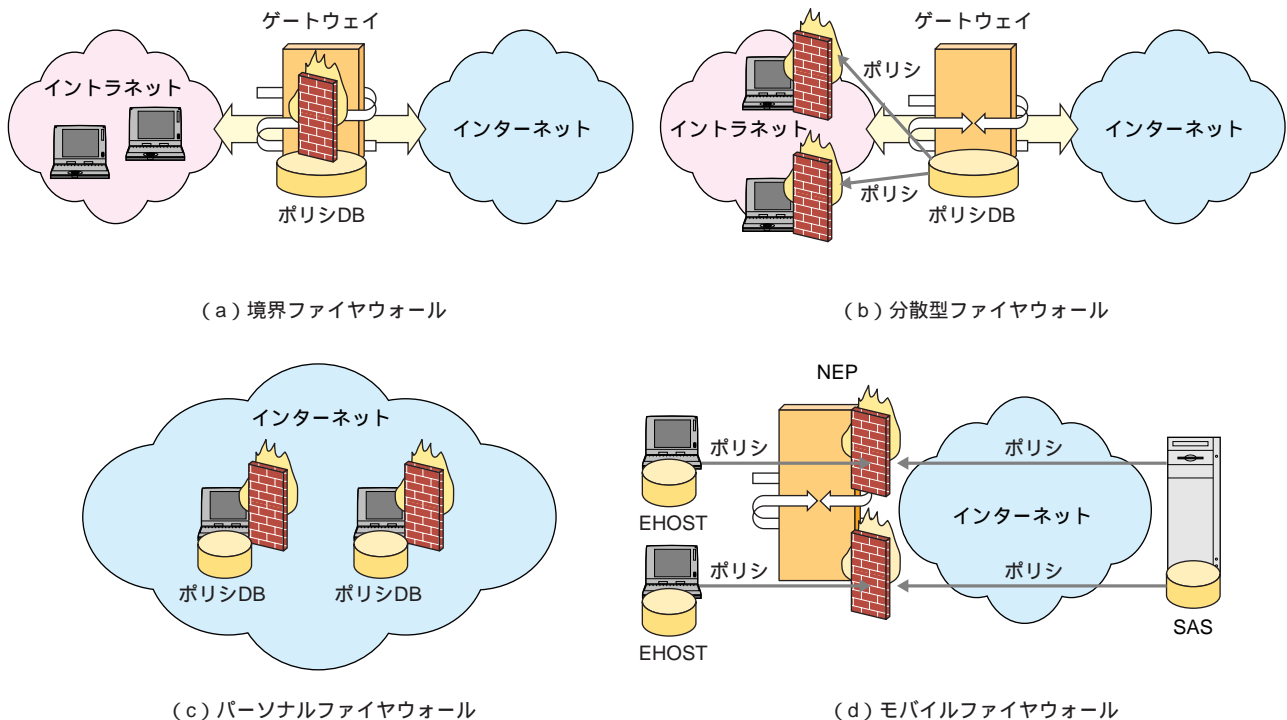 ゲートウェイ
イントラネット
インターネット
ポリシDB
(a)境界ファイヤウォール
ゲートウェイ
ポリシ
イントラネット
インターネット
ポリシ
ポリシDB
(b)分散型ファイヤウォール
インターネット
ポリシDB
ポリシDB
(c)パーソナルファイヤウォール
NEP
ポリシ
ポリシ
EHOST
インターネット
ポリシ
ポリシ
SAS
EHOST
(d)モバイルファイヤウォール